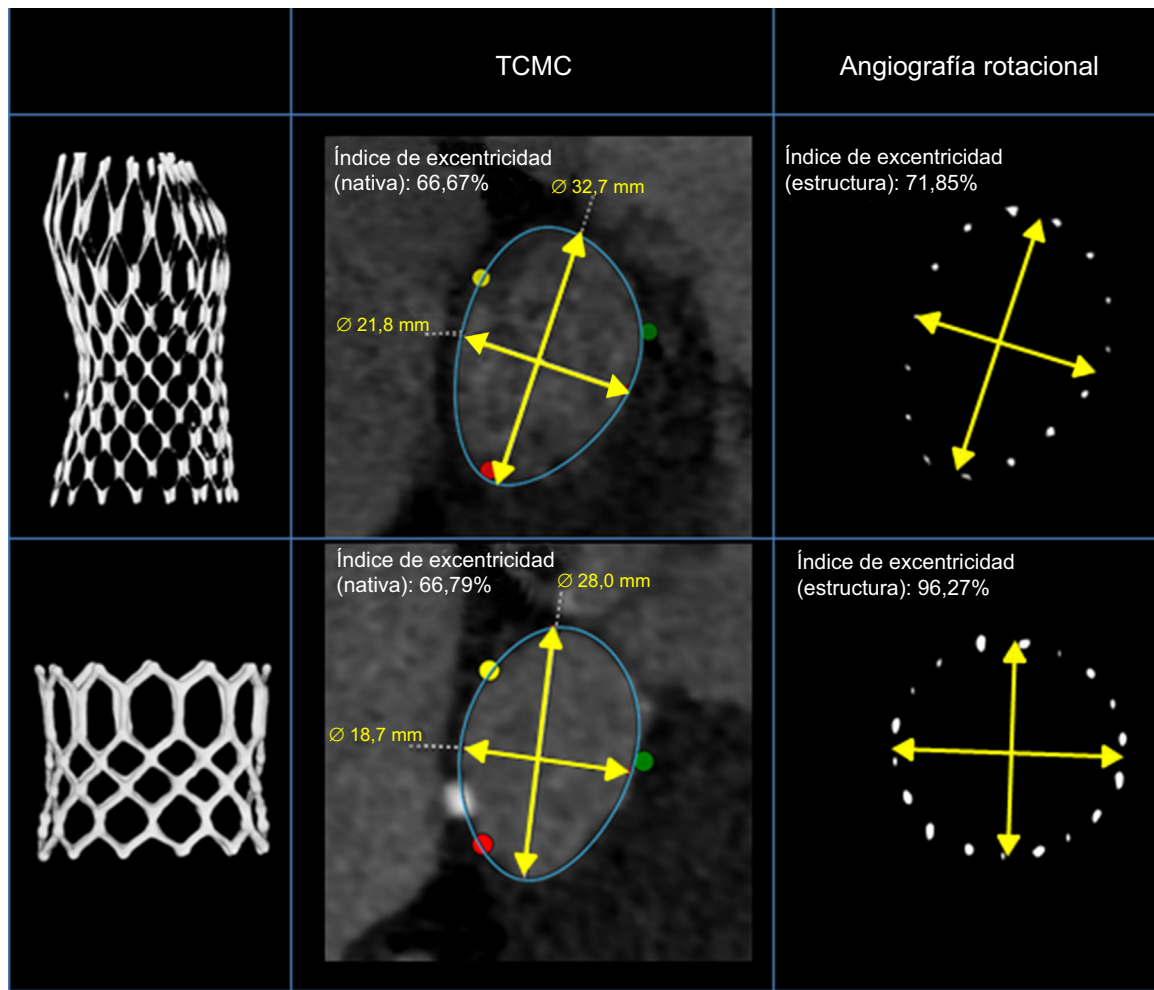 TCMC
Angiografía rotacional
Índice de excentricidad
(nativa): 66,67%
∅ 32,7 mm
∅ 21,8 mm
Índice de excentricidad
(estructura): 71,85%
Índice de excentricidad
(nativa): 66,79%
∅ 28,0 mm
∅ 18,7 mm
Índice de excentricidad
(estructura): 96,27%